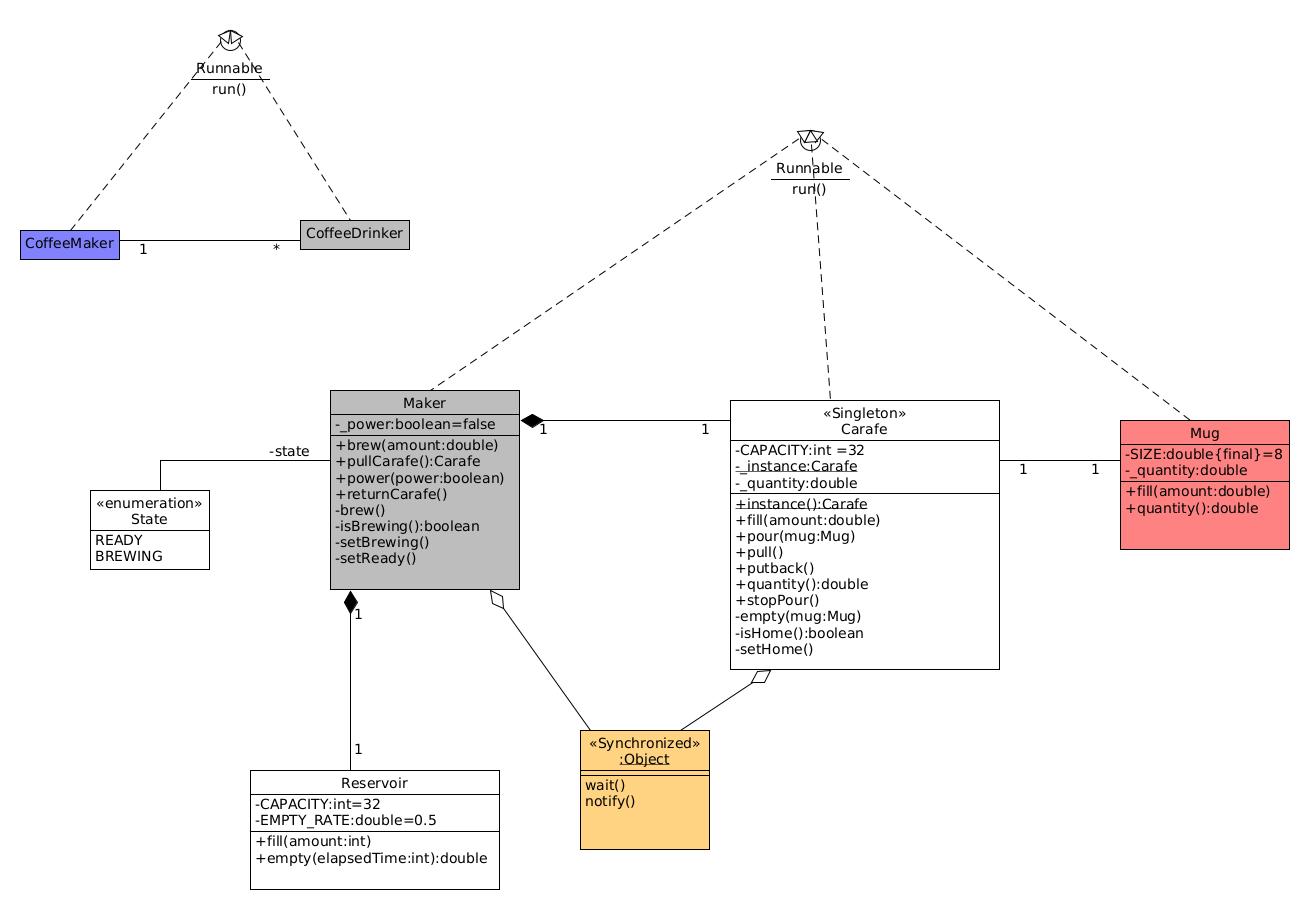 Runnable
run()
CoffeeMaker
1
*
CoffeeDrinker
Runnable
run()
Maker
-_power:boolean=false
+brew(amount:double)
+pullCarafe():Carafe
+power(power:boolean)
+returnCarafe()
-brew()
-isBrewing():boolean
-setBrewing()
-setReady()
1
1
«Singleton»
Carafe
-CAPACITY:int =32
-_instance:Carafe
-_quantity:double
+instance():Carafe
+fill(amount:double)
+pour(mug:Mug)
+pull()
+putback()
+quantity():double
+stopPour()
-empty(mug:Mug)
-isHome():boolean
-setHome()
1
1
Mug
-SIZE:double{final}=8
-_quantity:double
+fill(amount:double)
+quantity():double
-state
«enumeration»
State
READY
BREWING
1
1
Reservoir
-CAPACITY:int=32
-EMPTY_RATE:double=0.5
+fill(amount:int)
+empty(elapsedTime:int):double
«Synchronized»
:Object
wait()
notify()